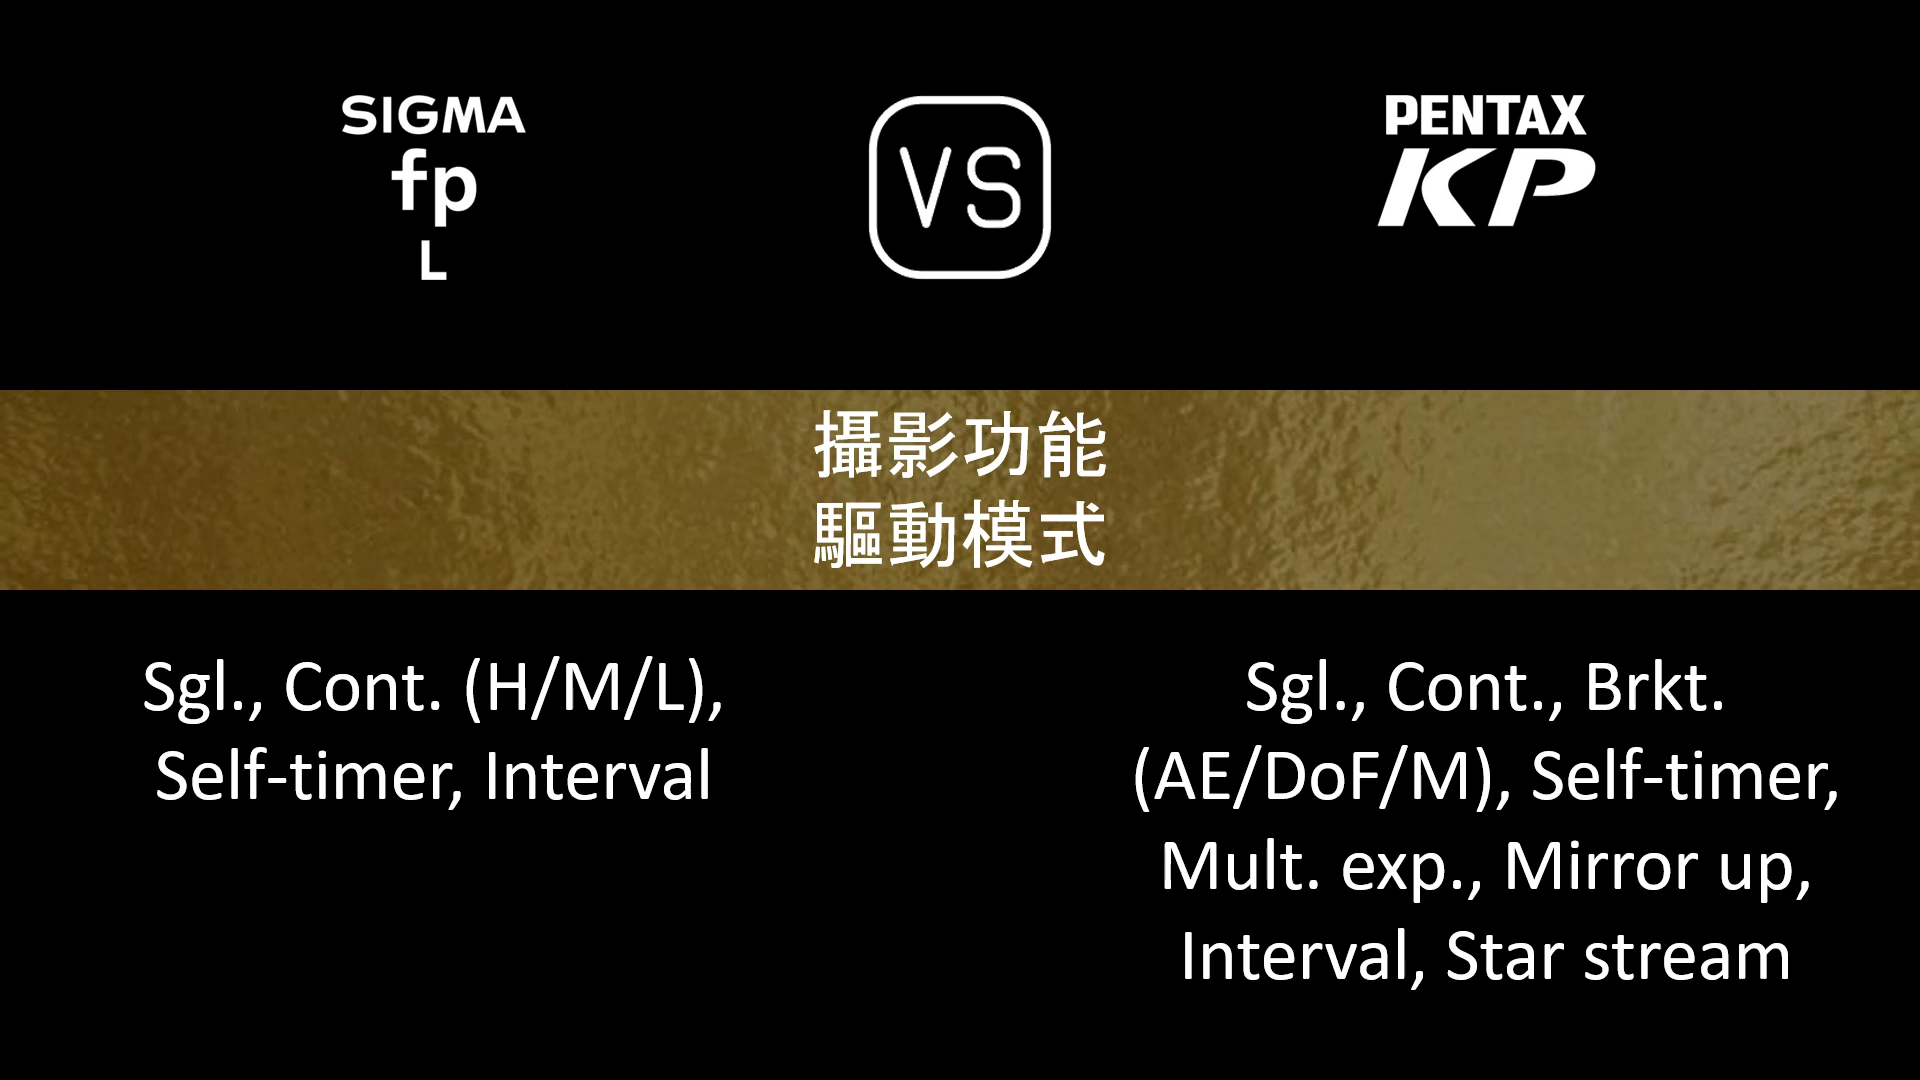 SIGMA
fp
L
VS
PENTAX
KP
攝影功能
驅動模式
Sgl., Cont. (H/M/L),
Self-timer, Interval
Sgl., Cont., Brkt.
(AE/DoF/M), Self-timer,
Mult. exp., Mirror up,
Interval, Star stream